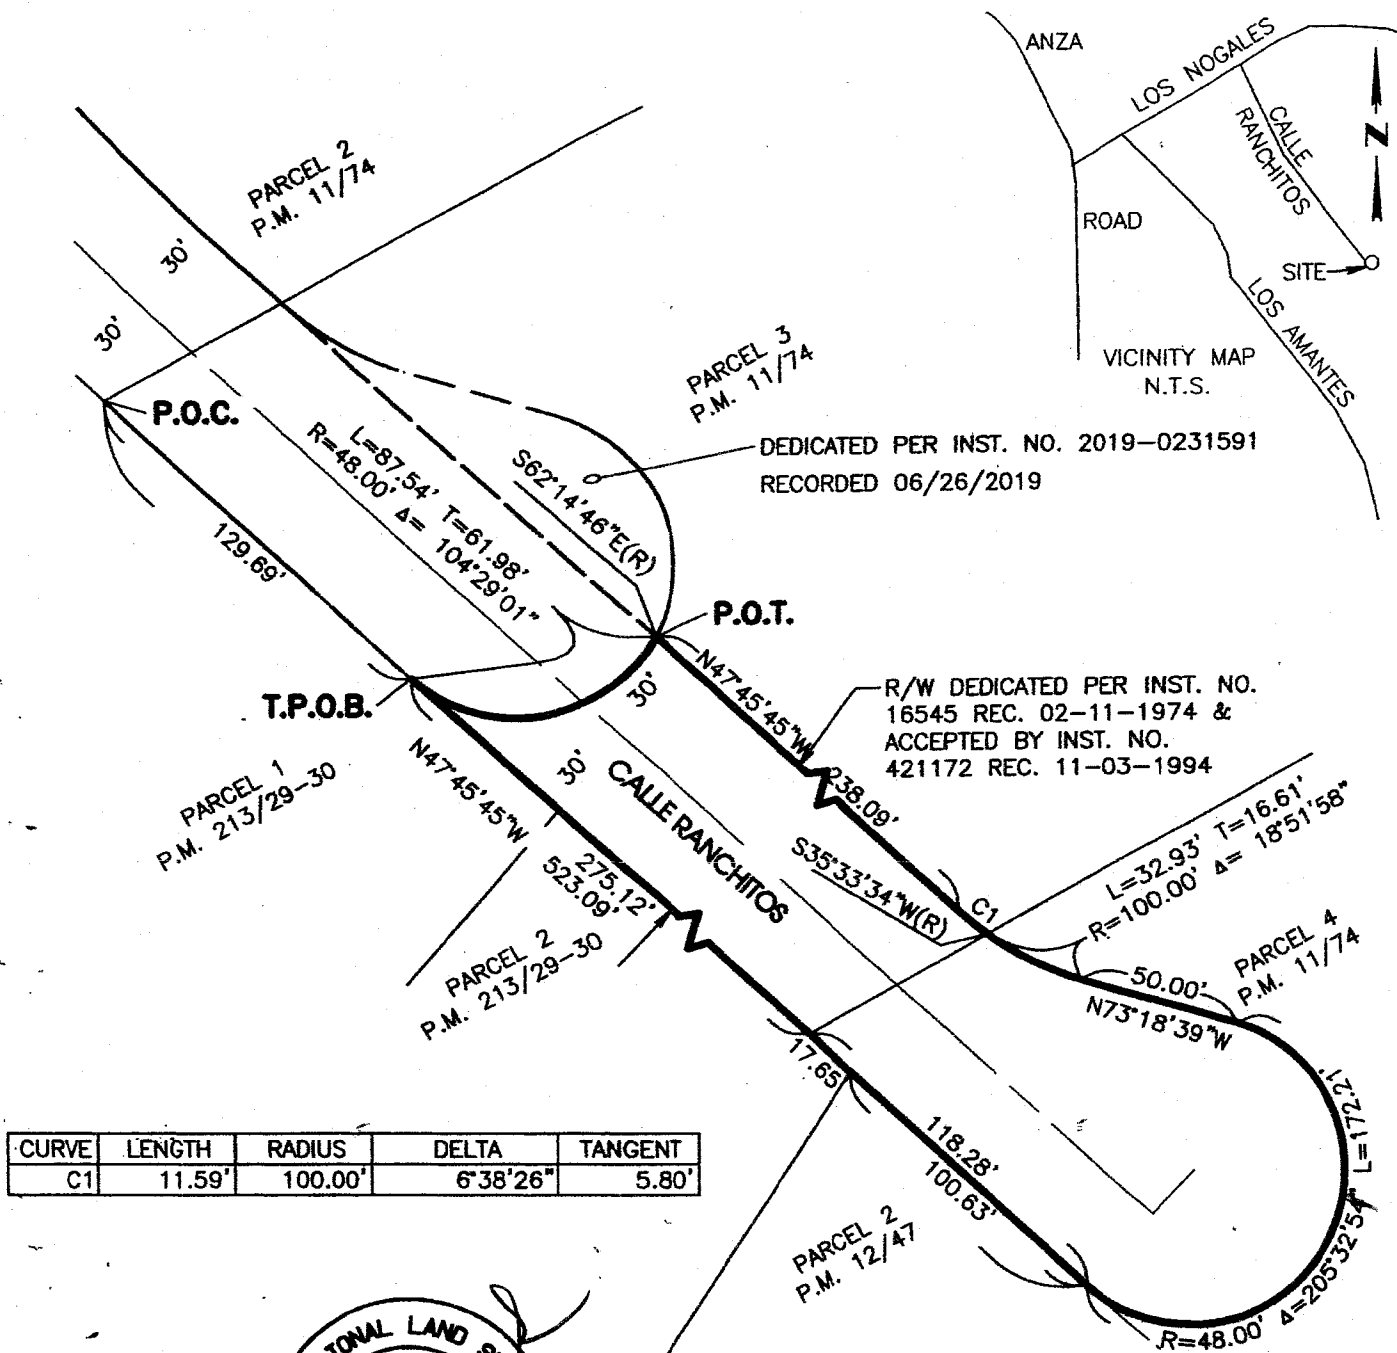 ANZA
LOS NOGALES
CALLE
RANCHITOS
N
ROAD
SITE
LOS AMANTES
VICINITY MAP
N.T.S.
PARCEL 2
P.M. 11/74
30'
30'
PARCEL 3
P.M. 11/74
P.O.C.
DEDICATED PER INST. NO. 2019-0231591
RECORDED 06/26/2019
L=87.54' T=61.98'
R=48.00' Δ= 104°29'01"
S62°14'46"E(R)
129.69'
P.O.T.
T.P.O.B.
30'
30'
N47°45'45"W
R/W DEDICATED PER INST. NO.
16545 REC. 02-11-1974 &
ACCEPTED BY INST. NO.
421172 REC. 11-03-1994
238.09'
PARCEL 1
P.M. 213/29-30
N47°45'45"W
CALLE RANCHITOS
275.12'
523.09'
S35°33'34"W(R)
C1
L=32.93' T=16.61'
R=100.00' Δ= 18°51'58"
PARCEL 2
P.M. 213/29-30
PARCEL 4
P.M. 11/74
50.00'
N73°18'39"W
17.65'
118.28'
100.63'
L=172.21'
Δ=205°32'54"
R=48.00'
PARCEL 2
P.M. 12/47
CURVE LENGTH RADIUS DELTA TANGENT
C1 11.59' 100.00' 6°38'26" 5.80'
LAND